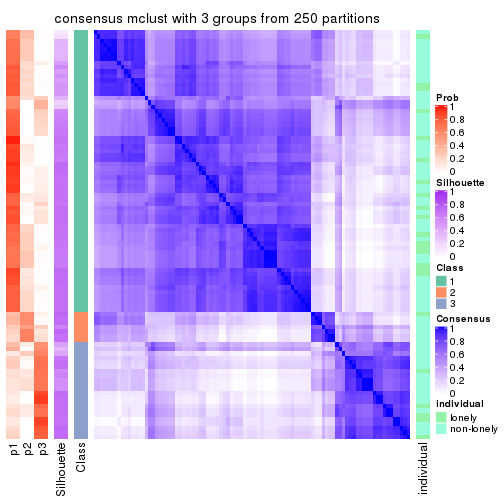 consensus mclust with 3 groups from 250 partitions
Prob
1
0.8
0.6
0.4
0.2
0
Silhouette
1
0.8
0.6
0.4
0.2
0
Class
1
2
3
Consensus
1
0.8
0.6
0.4
0.2
0
individual
lonely
non-lonely
p1
p2
p3
Silhouette
Class
individual